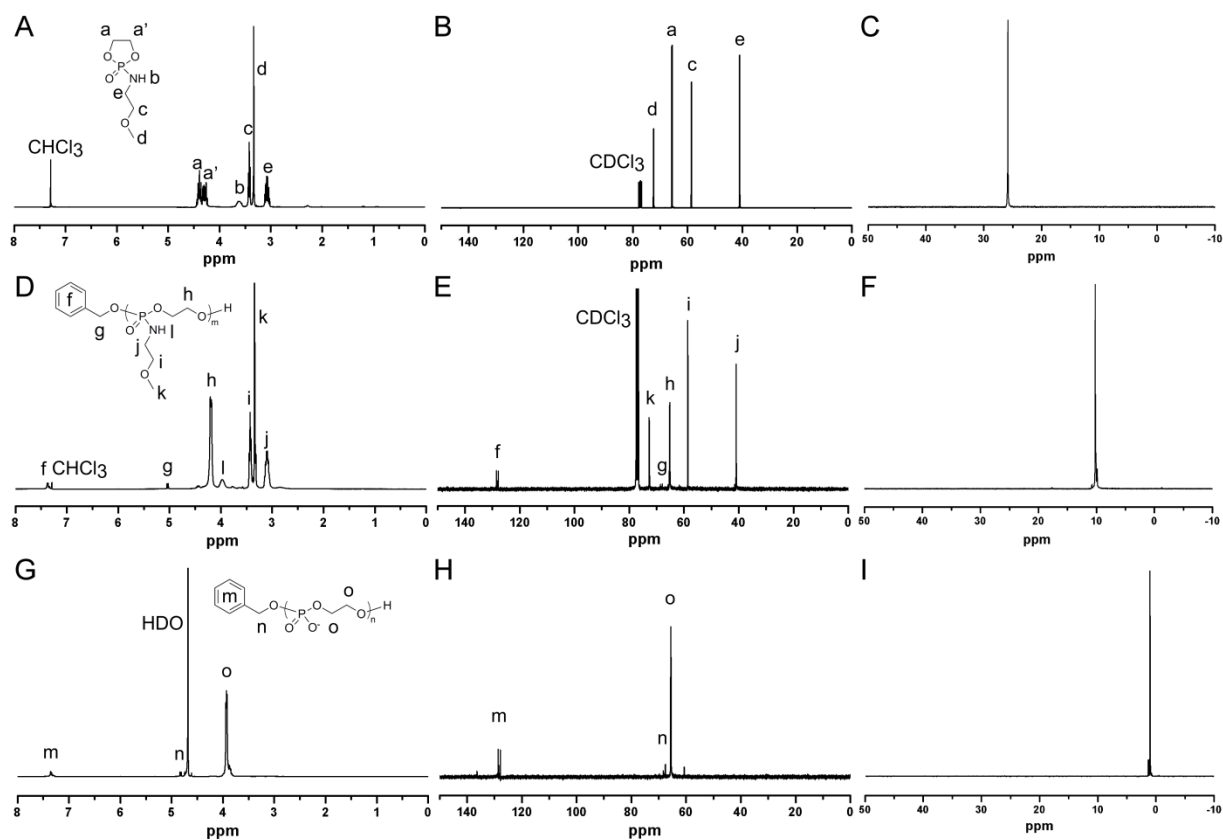 A
a a'
O O
P
O NH b
e
c
O
d
CHCl3
a
a'
b
c
d
e
8 7 6 5 4 3 2 1 0
ppm
B
CDCl3
d
a
c
e
140 120 100 80 60 40 20 0
ppm
C
50 40 30 20 10 0 -10
ppm
D
f
g
O P O O H
h
m
O NH l
j
i
O
k
f CHCl3
g
h
l
i
k
j
8 7 6 5 4 3 2 1 0
ppm
E
f
CDCl3
k
g
h
i
j
140 120 100 80 60 40 20 0
ppm
F
50 40 30 20 10 0 -10
ppm
G
HDO
m
n
O P O O H
o
n
O O-
o
m
n
o
8 7 6 5 4 3 2 1 0
ppm
H
m
n
o
140 120 100 80 60 40 20 0
ppm
I
50 40 30 20 10 0 -10
ppm